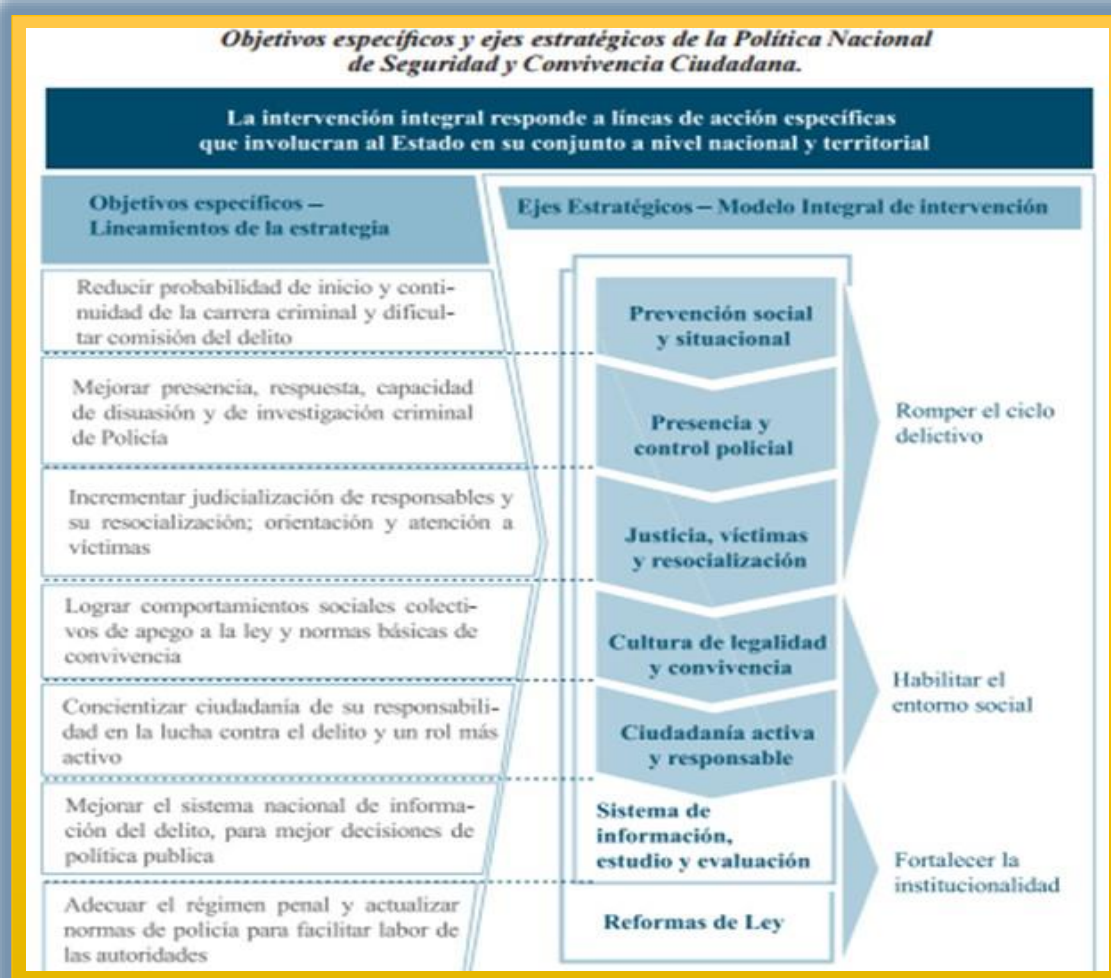 Objetivos específicos y ejes estratégicos de la Política Nacional
de Seguridad y Convivencia Ciudadana.
La intervención integral responde a líneas de acción específicas
que involucran al Estado en su conjunto a nivel nacional y territorial
Objetivos específicos –
Lineamientos de la estrategia
Ejes Estratégicos – Modelo Integral de intervención
Reducir probabilidad de inicio y conti-
nuidad de la carrera criminal y dificul-
tar comisión del delito
Prevención social
y situacional
Mejorar presencia, respuesta, capacidad
de disuasión y de investigación criminal
de Policía
Presencia y
control policial
Romper el ciclo
delictivo
Incrementar judicialización de responsables y
su resocialización; orientación y atención a
víctimas
Justicia, víctimas
y resocialización
Lograr comportamientos sociales colecti-
vos de apego a la ley y normas básicas de
convivencia
Cultura de legalidad
y convivencia
Habilitar el
entorno social
Concientizar ciudadanía de su responsabili-
dad en la lucha contra el delito y un rol más
activo
Ciudadanía activa
y responsable
Mejorar el sistema nacional de informa-
ción del delito, para mejor decisiones de
política publica
Sistema de
información,
estudio y evaluación
Fortalecer la
institucionalidad
Adecuar el régimen penal y actualizar
normas de policía para facilitar labor de
las autoridades
Reformas de Ley